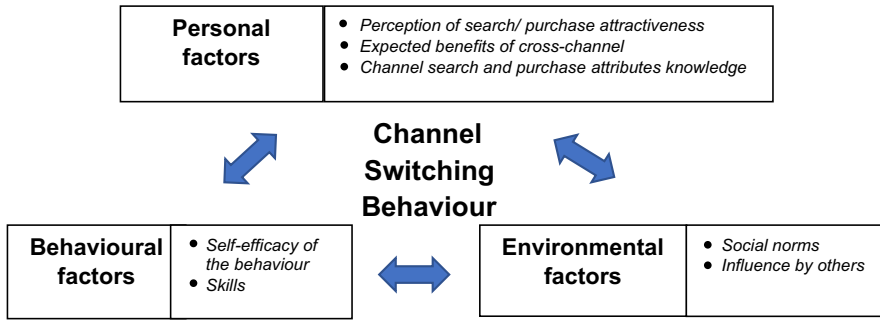 Personal
factors
• Perception of search/ purchase attractiveness
• Expected benefits of cross-channel
• Channel search and purchase attributes knowledge
Channel
Switching
Behaviour
Behavioural
factors
• Self-efficacy of
the behaviour
• Skills
Environmental
factors
• Social norms
• Influence by others